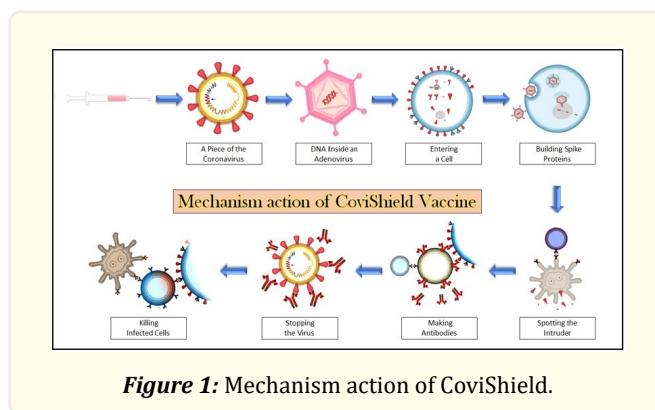 A Piece of the
Coronavirus
DNA Inside an
Adenovirus
Entering
a Cell
Building Spike
Proteins
Mechanism action of CoviShield Vaccine
Killing
Infected Cells
Stopping
the Virus
Making
Antibodies
Spotting the
Intruder
Figure 1: Mechanism action of CoviShield.